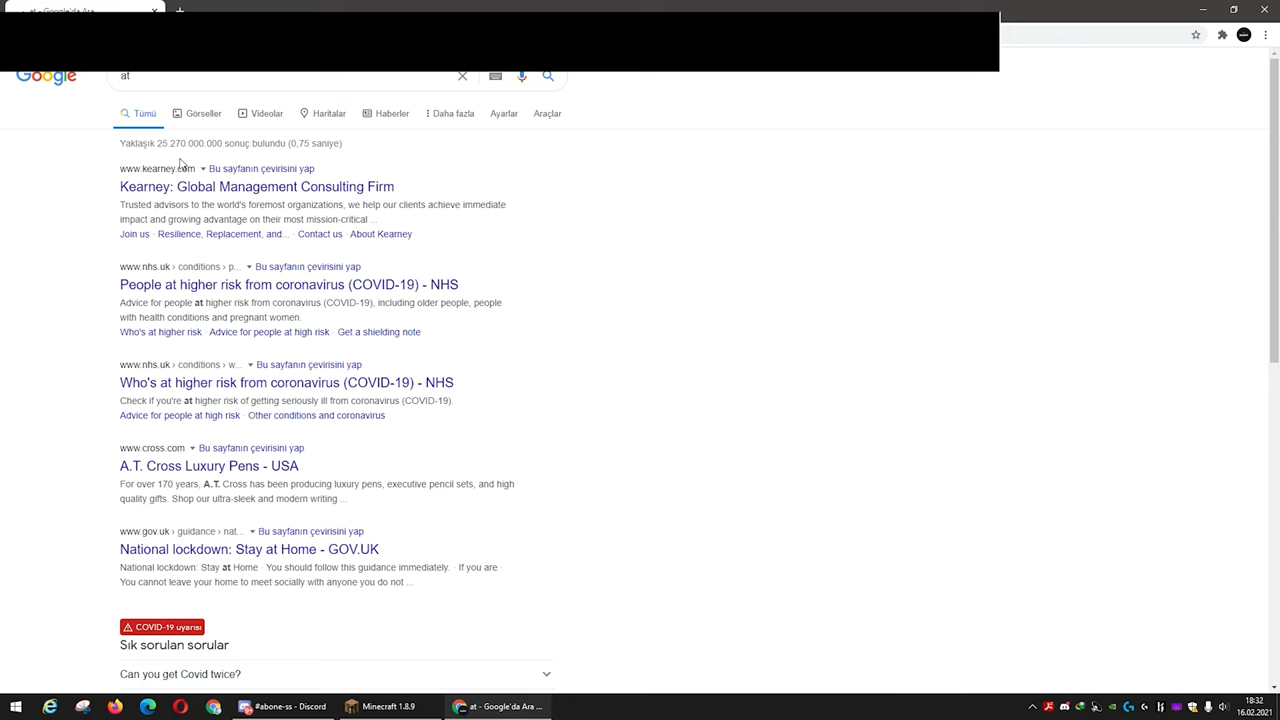 at - Google'da Ara
Google
at
Tümü Görseller Videolar Haritalar Haberler Daha fazla Ayarlar Araçlar
Yaklaşık 25.270.000.000 sonuç bulundu (0,75 saniye)
www.kearney.com Bu sayfanın çevirisini yap
Kearney: Global Management Consulting Firm
Trusted advisors to the world's foremost organizations, we help our clients achieve immediate
impact and growing advantage on their most mission-critical ...
Join us · Resilience, Replacement, and... · Contact us · About Kearney
www.nhs.uk › conditions › p... Bu sayfanın çevirisini yap
People at higher risk from coronavirus (COVID-19) - NHS
Advice for people at higher risk from coronavirus (COVID-19), including older people, people
with health conditions and pregnant women.
Who's at higher risk · Advice for people at high risk · Get a shielding note
www.nhs.uk › conditions › w... Bu sayfanın çevirisini yap
Who's at higher risk from coronavirus (COVID-19) - NHS
Check if you're at higher risk of getting seriously ill from coronavirus (COVID-19).
Advice for people at high risk · Other conditions and coronavirus
www.cross.com Bu sayfanın çevirisini yap
A.T. Cross Luxury Pens - USA
For over 170 years, A.T. Cross has been producing luxury pens, executive pencil sets, and high
quality gifts. Shop our ultra-sleek and modern writing ...
www.gov.uk › guidance › nat... Bu sayfanın çevirisini yap
National lockdown: Stay at Home - GOV.UK
National lockdown: Stay at Home · You should follow this guidance immediately. · If you are ·
You cannot leave your home to meet socially with anyone you do not ...
COVID-19 uyarısı
Sık sorulan sorular
Can you get Covid twice?
#abone-ss - Discord Minecraft 1.8.9 at - Google'da Ara ...
18:32
16.02.2021